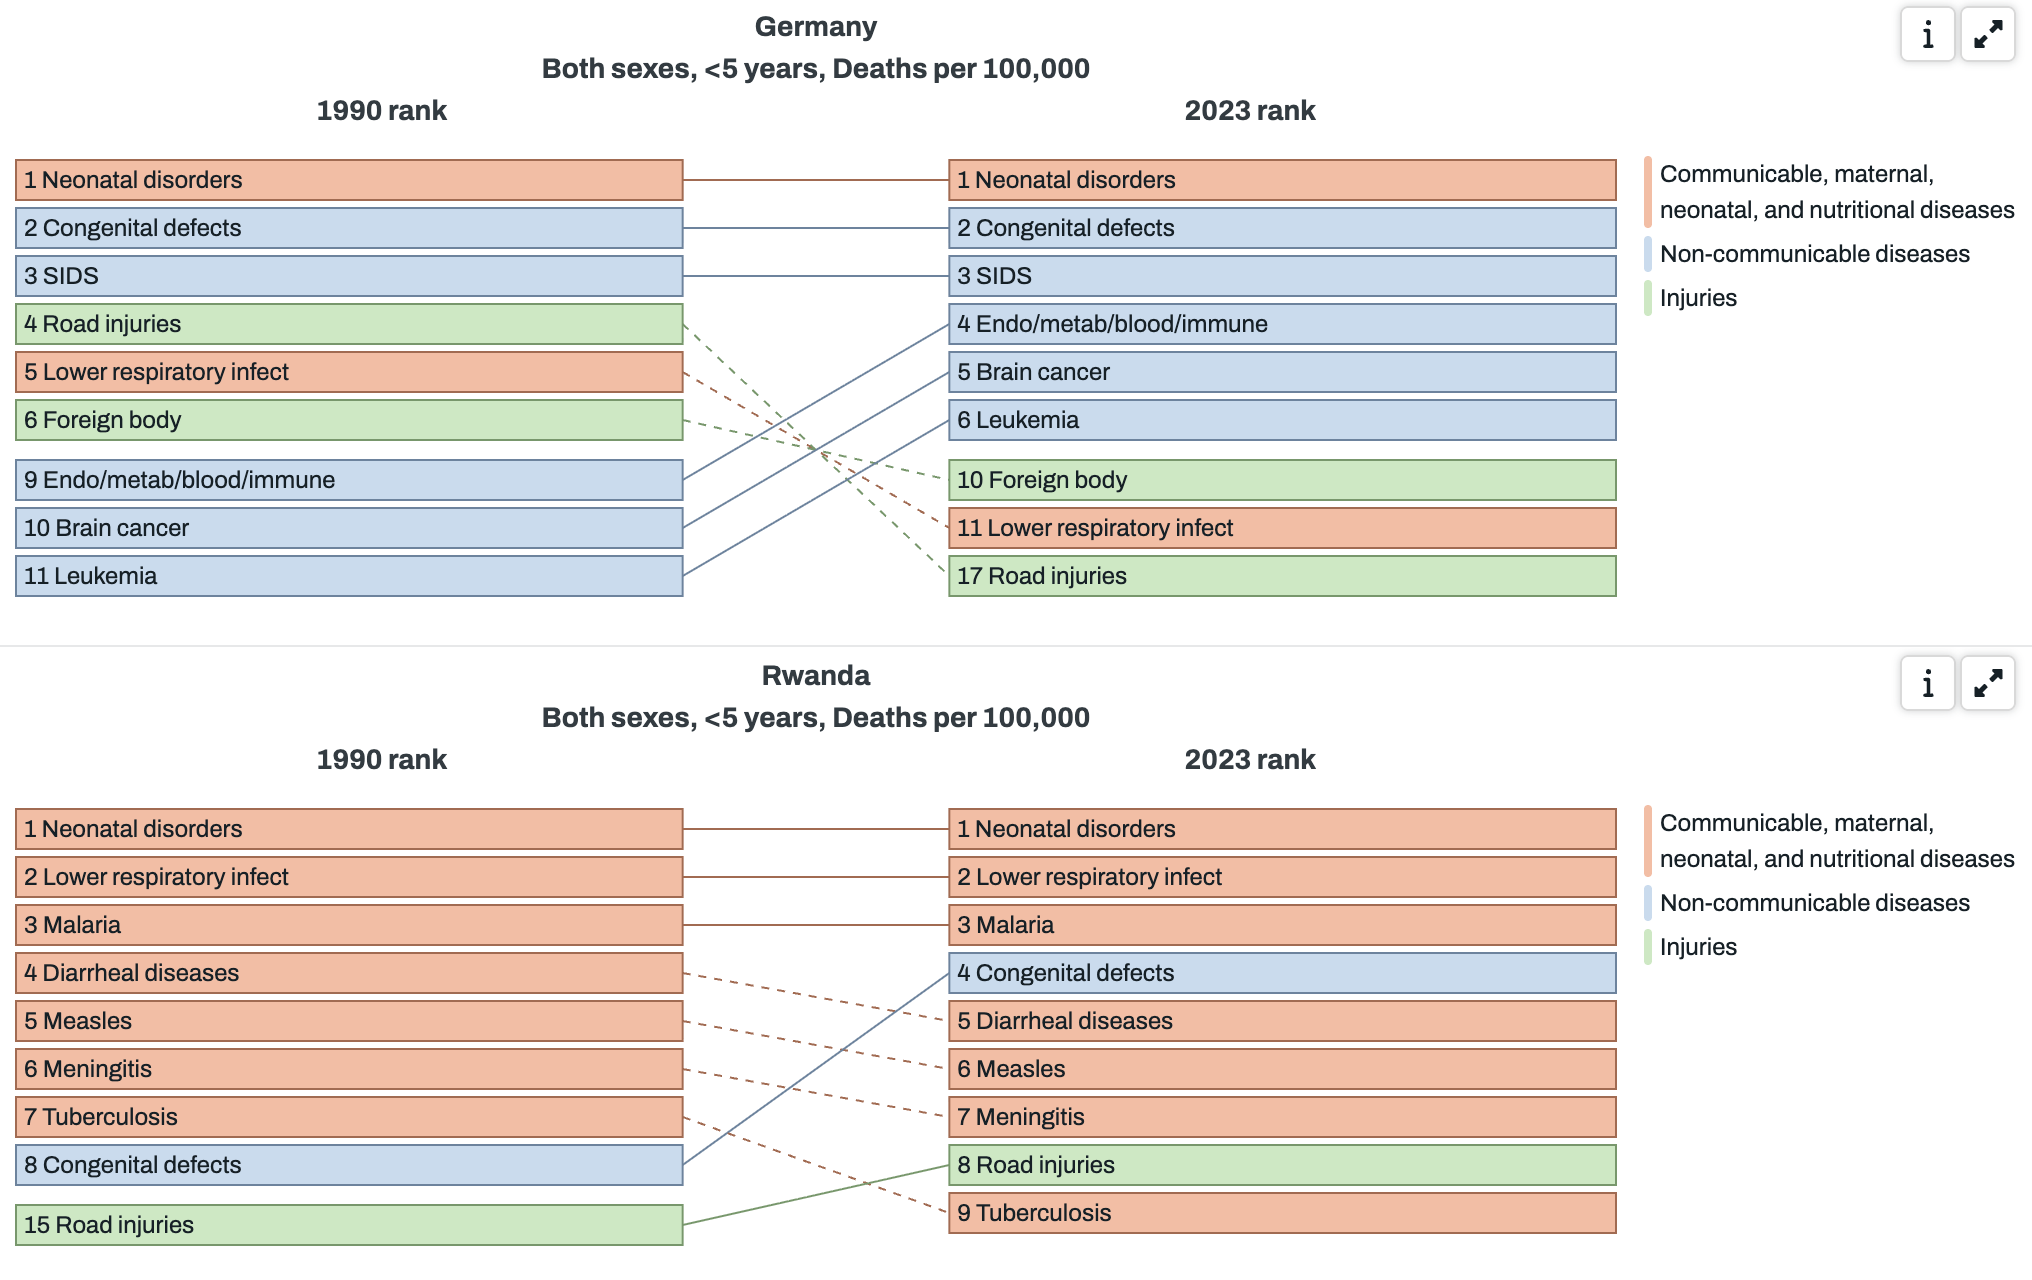 Germany
Both sexes, <5 years, Deaths per 100,000
1990 rank
2023 rank
1 Neonatal disorders
2 Congenital defects
3 SIDS
4 Road injuries
5 Lower respiratory infect
6 Foreign body
9 Endo/metab/blood/immune
10 Brain cancer
11 Leukemia
1 Neonatal disorders
2 Congenital defects
3 SIDS
4 Endo/metab/blood/immune
5 Brain cancer
6 Leukemia
10 Foreign body
11 Lower respiratory infect
17 Road injuries
Communicable, maternal,
neonatal, and nutritional diseases
Non-communicable diseases
Injuries
i
Rwanda
Both sexes, <5 years, Deaths per 100,000
1990 rank
2023 rank
1 Neonatal disorders
2 Lower respiratory infect
3 Malaria
4 Diarrheal diseases
5 Measles
6 Meningitis
7 Tuberculosis
8 Congenital defects
15 Road injuries
1 Neonatal disorders
2 Lower respiratory infect
3 Malaria
4 Congenital defects
5 Diarrheal diseases
6 Measles
7 Meningitis
8 Road injuries
9 Tuberculosis
Communicable, maternal,
neonatal, and nutritional diseases
Non-communicable diseases
Injuries
i